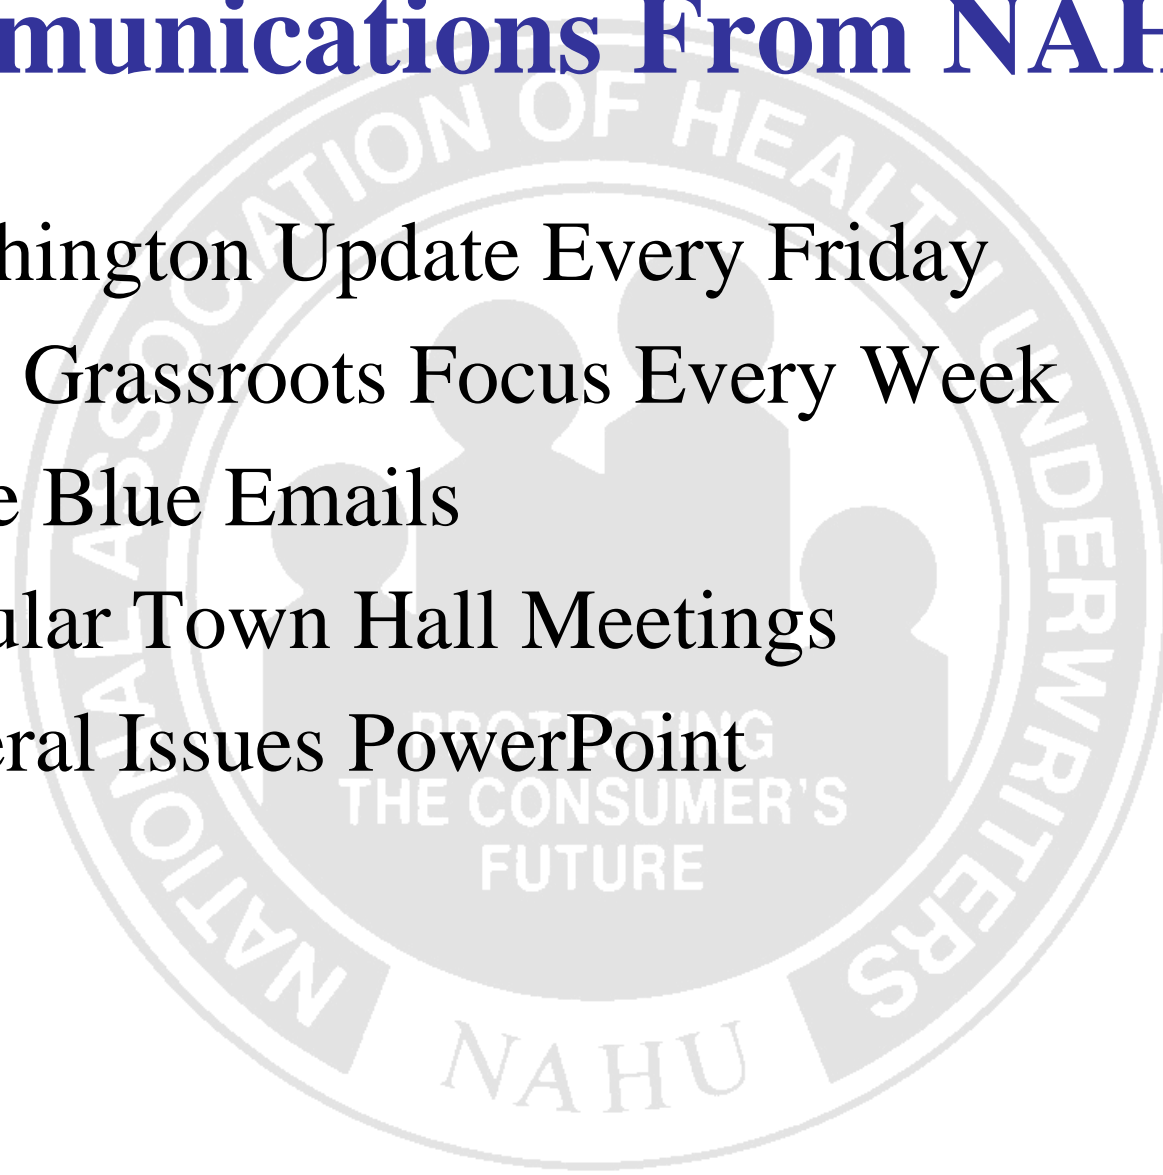 munications From NAH
hington Update Every Friday
Grassroots Focus Every Week
e Blue Emails
ular Town Hall Meetings
eral Issues PowerPoint
NATIONAL ASSOCIATION OF HEALTH UNDERWRITERS
PROTECTING
THE CONSUMER'S
FUTURE
NAHU